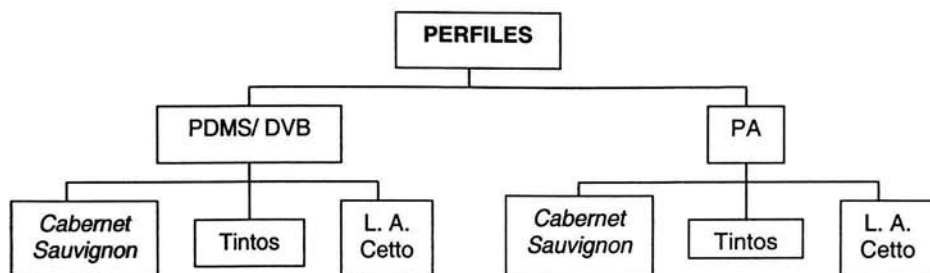 PERFILES
PDMS/ DVB
PA
Cabernet
Sauvignon
Tintos
L. A.
Cetto
Cabernet
Sauvignon
Tintos
L. A.
Cetto